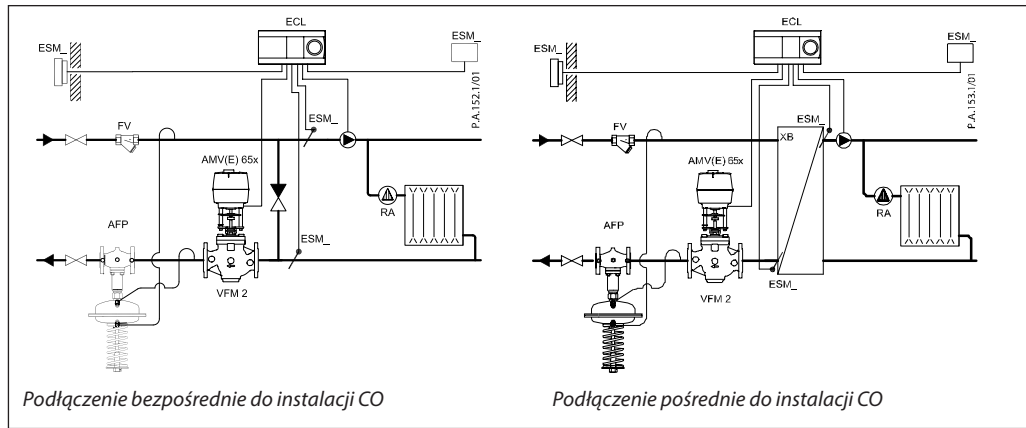 ECL
ESM_
ESM_
P.A.152.1/01
FV
ESM_
AMV(E) 65x
RA
AFP
ESM_
VFM 2
Podłączenie bezpośrednie do instalacji CO
ECL
ESM_
ESM_
P.A.153.1/01
FV
ESM_
XB
AMV(E) 65x
RA
AFP
ESM_
VFM 2
Podłączenie pośrednie do instalacji CO